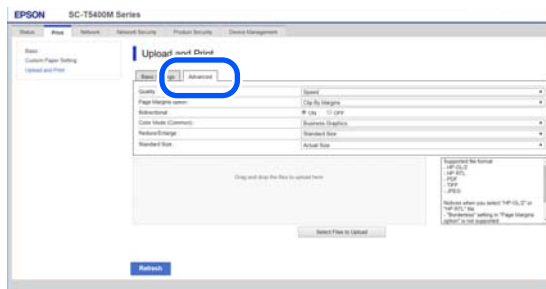 EPSON SC-T5400M Series
Status Print Network Network Security Product Security Device Management
Basic
Custom Paper Setting
Upload and Print
Upload and Print
Basic Advanced
Quality : Speed
Page Margins option : Clip By Margins
Bidirectional : ON OFF
Color Mode (Common) : Business Graphics
Reduce/Enlarge : Standard Size
Standard Size : Actual Size
Drag and drop the files to upload here
Supported file format
- HP-GL/2
- HP RTL
- PDF
- TIFF
- JPEG
Notices when you select "HP-GL/2" or
"HP RTL" file
- "Borderless" setting in "Page Margins
option" is not supported.
Select Files to Upload
Refresh